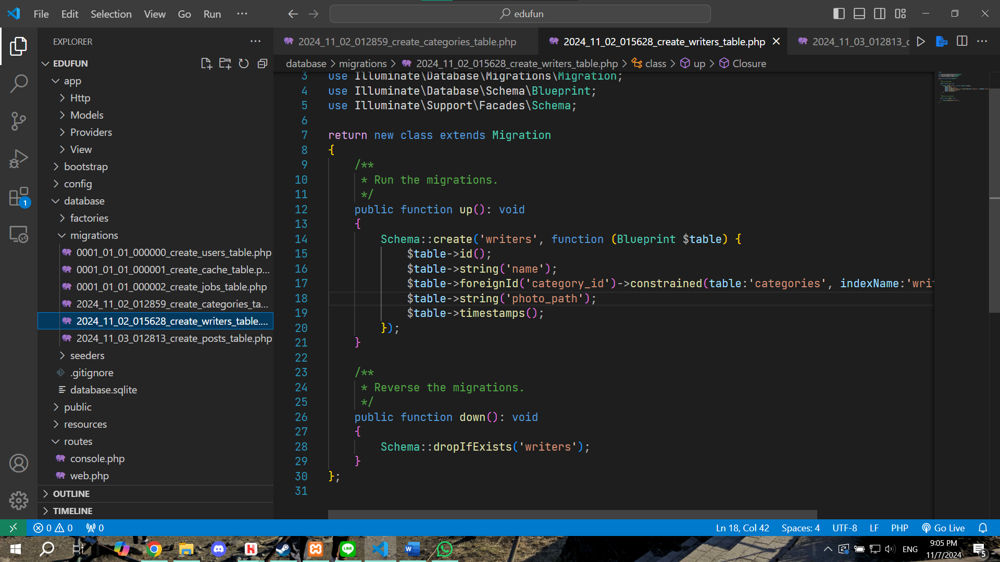 File Edit Selection View Go Run ···
edufun
EXPLORER
EDUFUN
app
Http
Models
Providers
View
bootstrap
config
database
factories
migrations
0001_01_01_000000_create_users_table.php
0001_01_01_000001_create_cache_table.p...
0001_01_01_000002_create_jobs_table.php
2024_11_02_012859_create_categories_ta...
2024_11_02_015628_create_writers_table....
2024_11_03_012813_create_posts_table.php
seeders
.gitignore
database.sqlite
public
resources
routes
console.php
web.php
OUTLINE
TIMELINE
2024_11_02_012859_create_categories_table.php
2024_11_02_015628_create_writers_table.php
2024_11_03_012813_c
database > migrations > 2024_11_02_015628_create_writers_table.php > class > up > Closure
3 use Illuminate\Database\Migrations\Migration;
4 use Illuminate\Database\Schema\Blueprint;
5 use Illuminate\Support\Facades\Schema;
6
7 return new class extends Migration
8 {
9 /**
10 * Run the migrations.
11 */
12 public function up(): void
13 {
14 Schema::create('writers', function (Blueprint $table) {
15 $table->id();
16 $table->string('name');
17 $table->foreignId('category_id')->constrained(table:'categories', indexName:'wri
18 $table->string('photo_path');
19 $table->timestamps();
20 });
21 }
22
23 /**
24 * Reverse the migrations.
25 */
26 public function down(): void
27 {
28 Schema::dropIfExists('writers');
29 }
30 };
31
0 0 0
Ln 18, Col 42 Spaces: 4 UTF-8 LF PHP Go Live
ENG
9:05 PM
11/7/2024
5
1
LINE